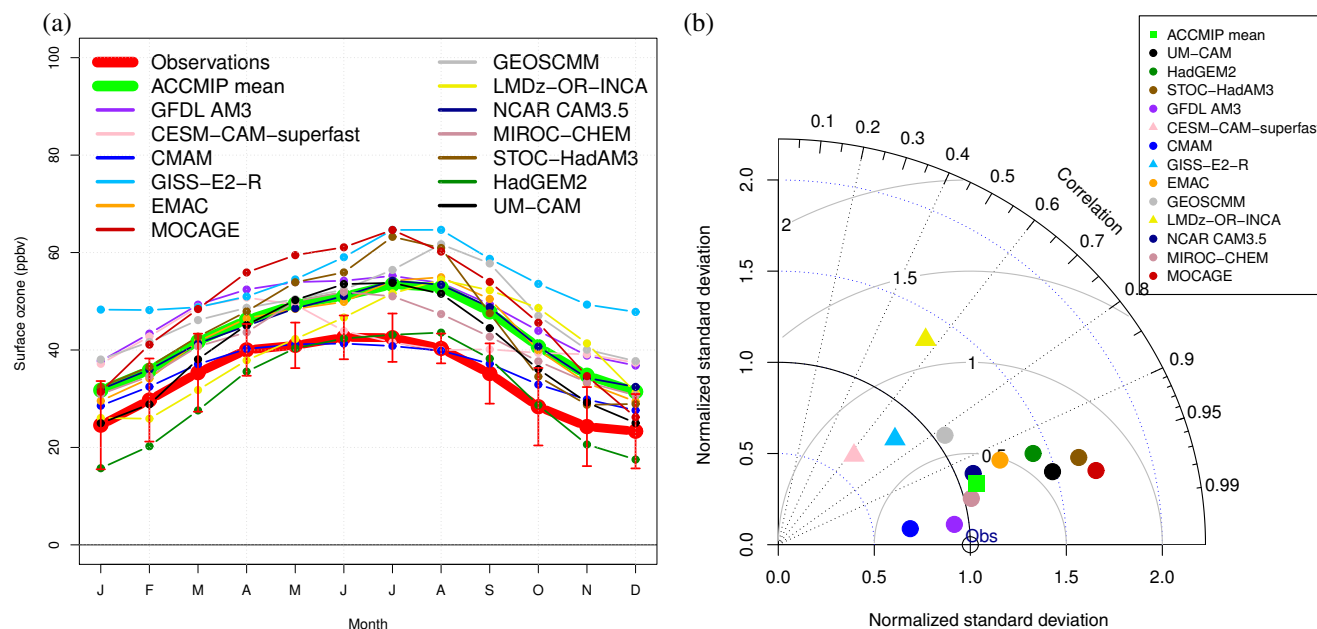 (a)
Surface ozone (ppbv)
100
80
60
40
20
0
Observations
ACCMIP mean
GFDL AM3
CESM−CAM−superfast
CMAM
GISS−E2−R
EMAC
MOCAGE
GEOSCMM
LMDz−OR−INCA
NCAR CAM3.5
MIROC−CHEM
STOC−HadAM3
HadGEM2
UM−CAM
J F M A M J J A S O N D
Month
(b)
Normalized standard deviation
2.0
1.5
1.0
0.5
0.0
0.1 0.2 0.3 0.4 0.5 0.6 0.7 0.8 0.9 0.95 0.99
Correlation
2
1.5
1
0.5
Obs
0.0 0.5 1.0 1.5 2.0
Normalized standard deviation
ACCMIP mean
UM−CAM
HadGEM2
STOC−HadAM3
GFDL AM3
CESM−CAM−superfast
CMAM
GISS−E2−R
EMAC
GEOSCMM
LMDz−OR−INCA
NCAR CAM3.5
MIROC−CHEM
MOCAGE